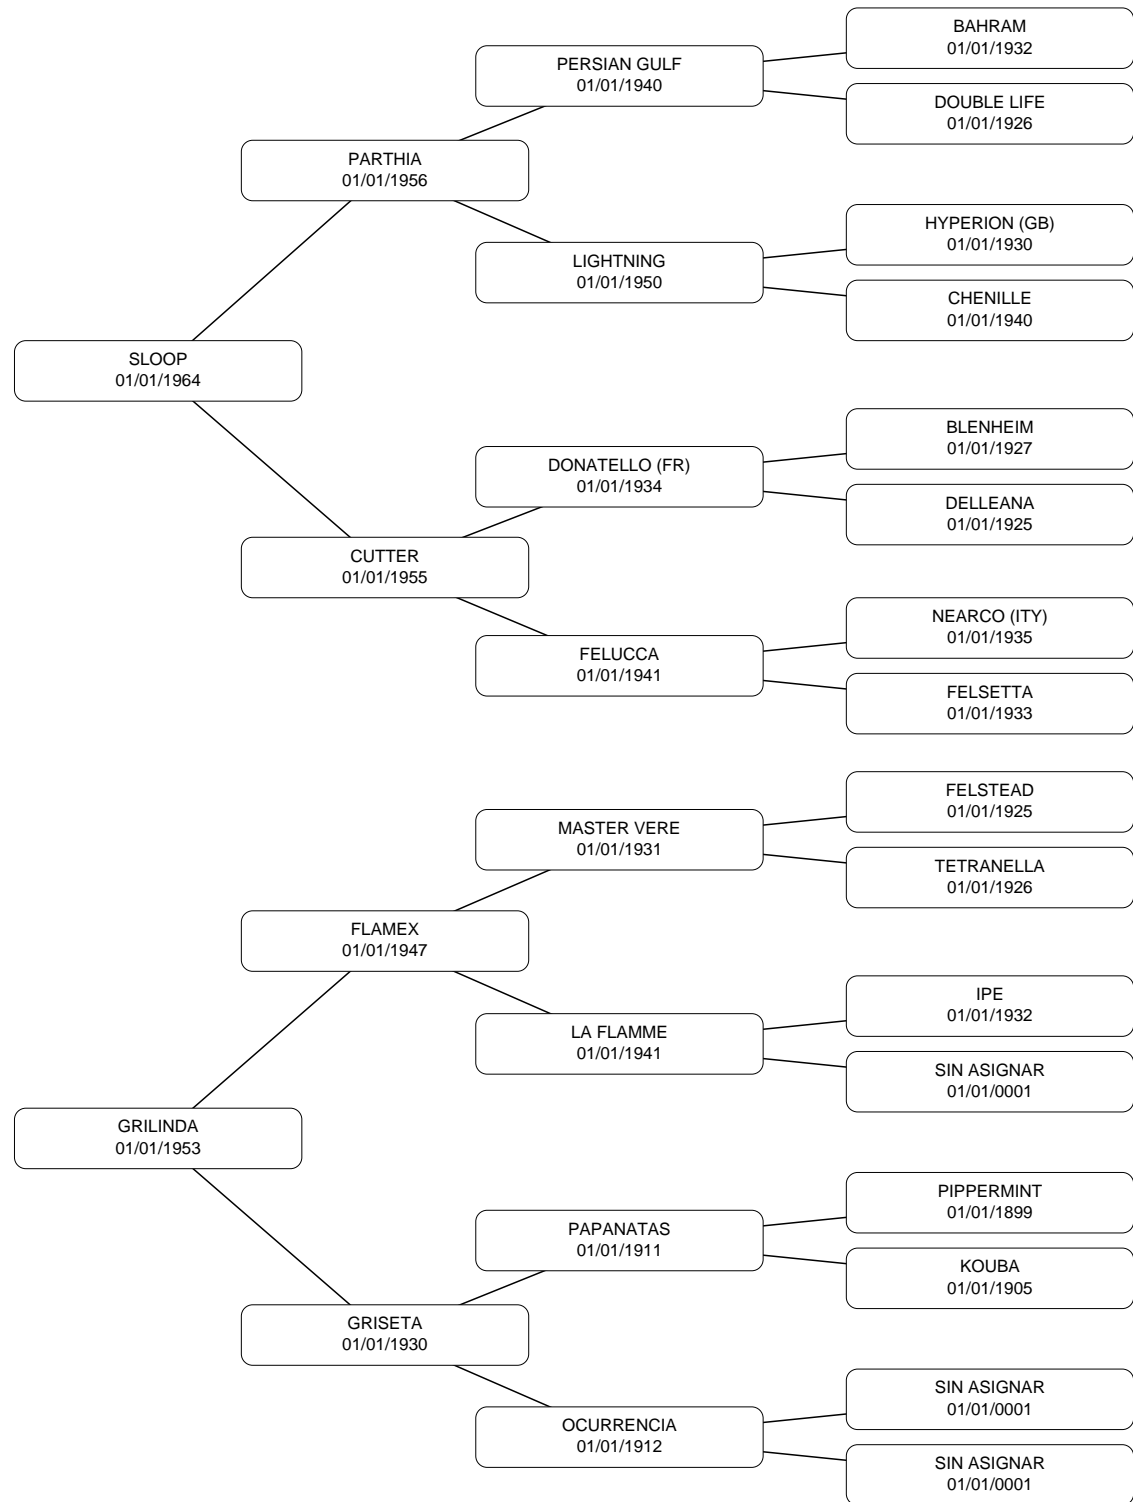 BAHRAM
01/01/1932
PERSIAN GULF
01/01/1940
DOUBLE LIFE
01/01/1926
PARTHIA
01/01/1956
HYPERION (GB)
01/01/1930
LIGHTNING
01/01/1950
CHENILLE
01/01/1940
SLOOP
01/01/1964
BLENHEIM
01/01/1927
DONATELLO (FR)
01/01/1934
DELLEANA
01/01/1925
CUTTER
01/01/1955
NEARCO (ITY)
01/01/1935
FELUCCA
01/01/1941
FELSETTA
01/01/1933
FELSTEAD
01/01/1925
MASTER VERE
01/01/1931
TETRANELLA
01/01/1926
FLAMEX
01/01/1947
IPE
01/01/1932
LA FLAMME
01/01/1941
SIN ASIGNAR
01/01/0001
GRILINDA
01/01/1953
PIPPERMINT
01/01/1899
PAPANATAS
01/01/1911
KOUBA
01/01/1905
GRISETA
01/01/1930
SIN ASIGNAR
01/01/0001
OCURRENCIA
01/01/1912
SIN ASIGNAR
01/01/0001